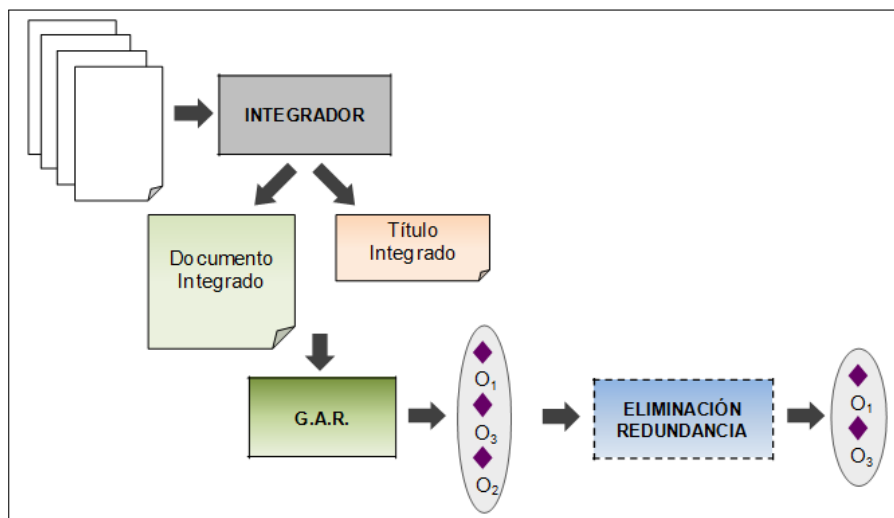 INTEGRADOR
Título
Integrado
Documento
Integrado
G.A.R.
O₁
O₃
O₂
ELIMINACIÓN
REDUNDANCIA
O₁
O₃